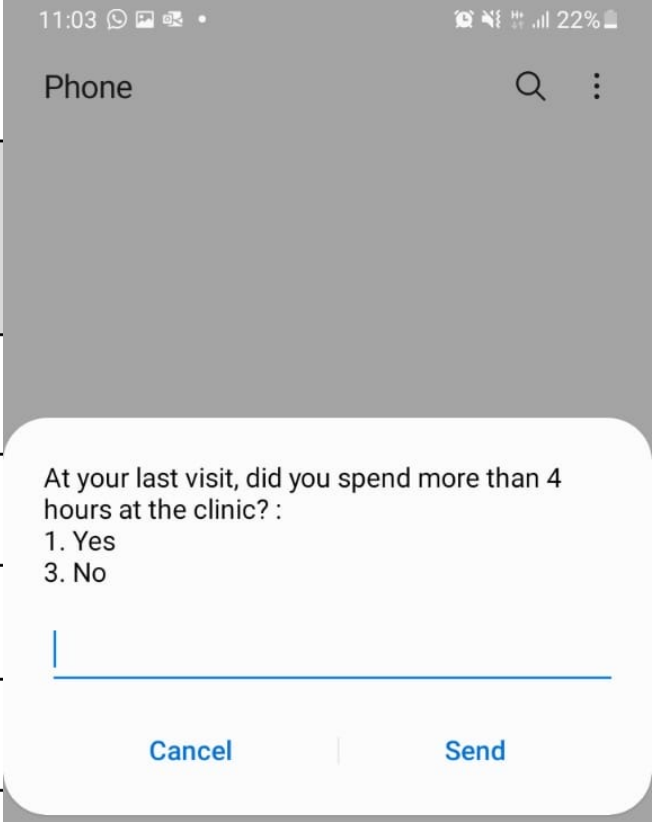 11:03 22%
Phone
At your last visit, did you spend more than 4
hours at the clinic? :
1. Yes
3. No
Cancel Send